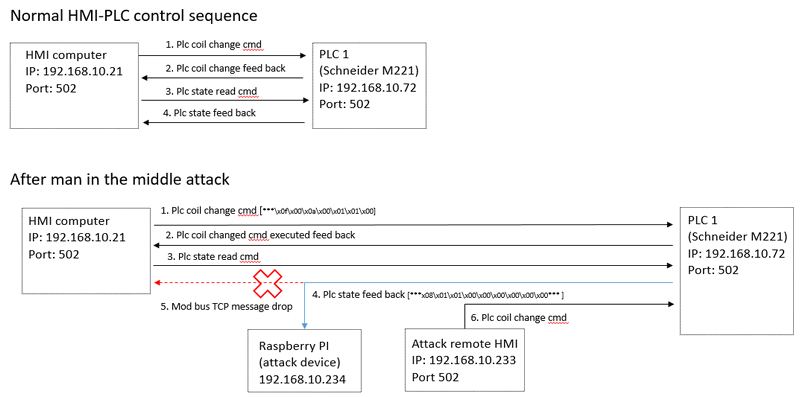 Normal HMI-PLC control sequence
HMI computer
IP: 192.168.10.21
Port: 502
1. Plc coil change cmd
2. Plc coil change feed back
3. Plc state read cmd
4. Plc state feed back
PLC 1
(Schneider M221)
IP: 192.168.10.72
Port: 502
After man in the middle attack
HMI computer
IP: 192.168.10.21
Port: 502
1. Plc coil change cmd [***\x0f\x00\x0a\x00\x01\x01\x00]
2. Plc coil changed cmd executed feed back
3. Plc state read cmd
4. Plc state feed back [***x08\x01\x01\x00\x00\x00\x00\x00\x00*** ]
5. Mod bus TCP message drop
6. Plc coil change cmd
PLC 1
(Schneider M221)
IP: 192.168.10.72
Port: 502
Raspberry PI
(attack device)
192.168.10.234
Attack remote HMI
IP: 192.168.10.233
Port 502